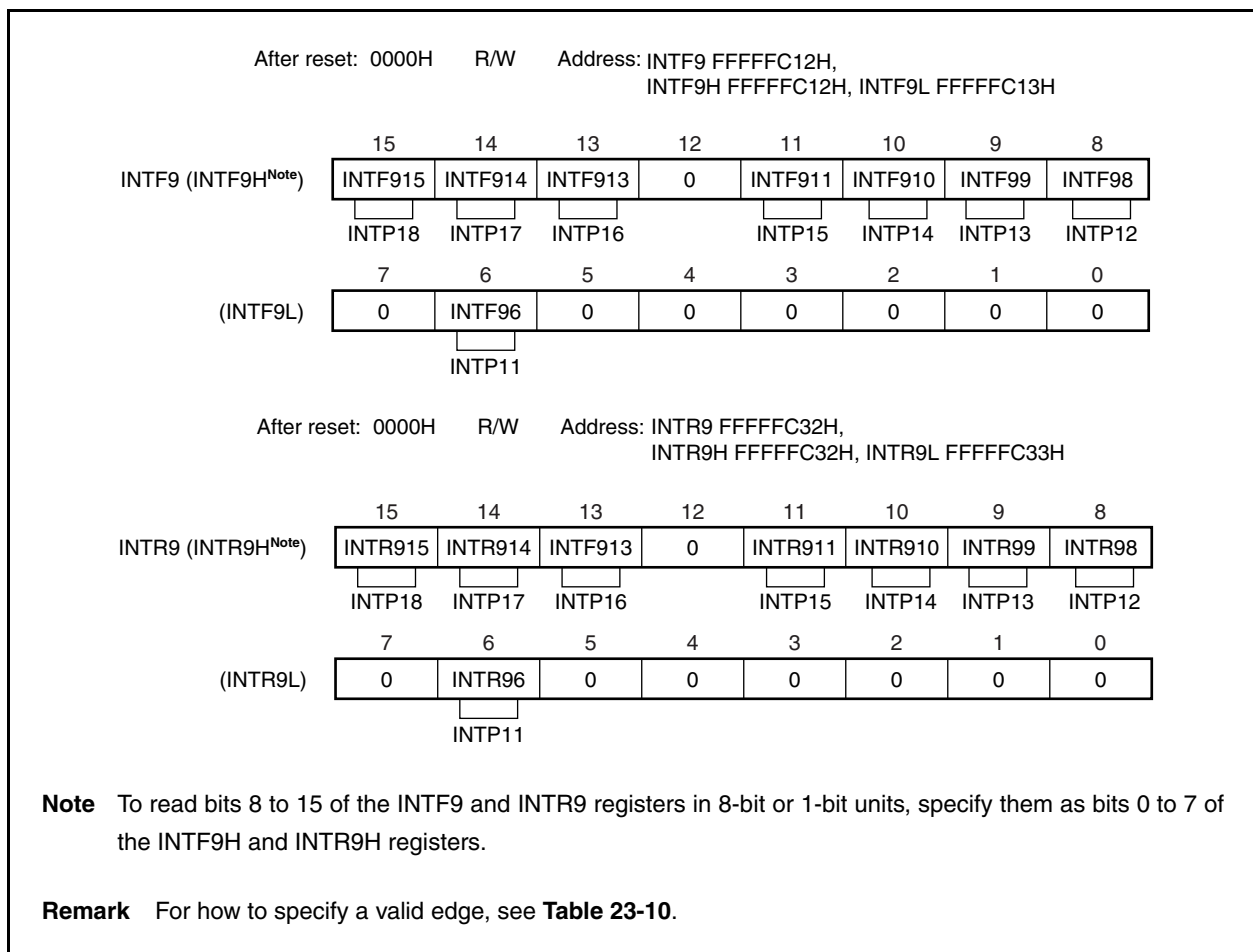 After reset: 0000H R/W Address: INTF9 FFFFFC12H,
INTF9H FFFFFC12H, INTF9L FFFFFC13H
15 14 13 12 11 10 9 8
INTF9 (INTF9HNote) INTF915 INTF914 INTF913 0 INTF911 INTF910 INTF99 INTF98
INTP18 INTP17 INTP16 INTP15 INTP14 INTP13 INTP12
7 6 5 4 3 2 1 0
(INTF9L) 0 INTF96 0 0 0 0 0 0
INTP11
After reset: 0000H R/W Address: INTR9 FFFFFC32H,
INTR9H FFFFFC32H, INTR9L FFFFFC33H
15 14 13 12 11 10 9 8
INTR9 (INTR9HNote) INTR915 INTR914 INTF913 0 INTR911 INTR910 INTR99 INTR98
INTP18 INTP17 INTP16 INTP15 INTP14 INTP13 INTP12
7 6 5 4 3 2 1 0
(INTR9L) 0 INTR96 0 0 0 0 0 0
INTP11
Note To read bits 8 to 15 of the INTF9 and INTR9 registers in 8-bit or 1-bit units, specify them as bits 0 to 7 of
the INTF9H and INTR9H registers.
Remark For how to specify a valid edge, see Table 23-10.